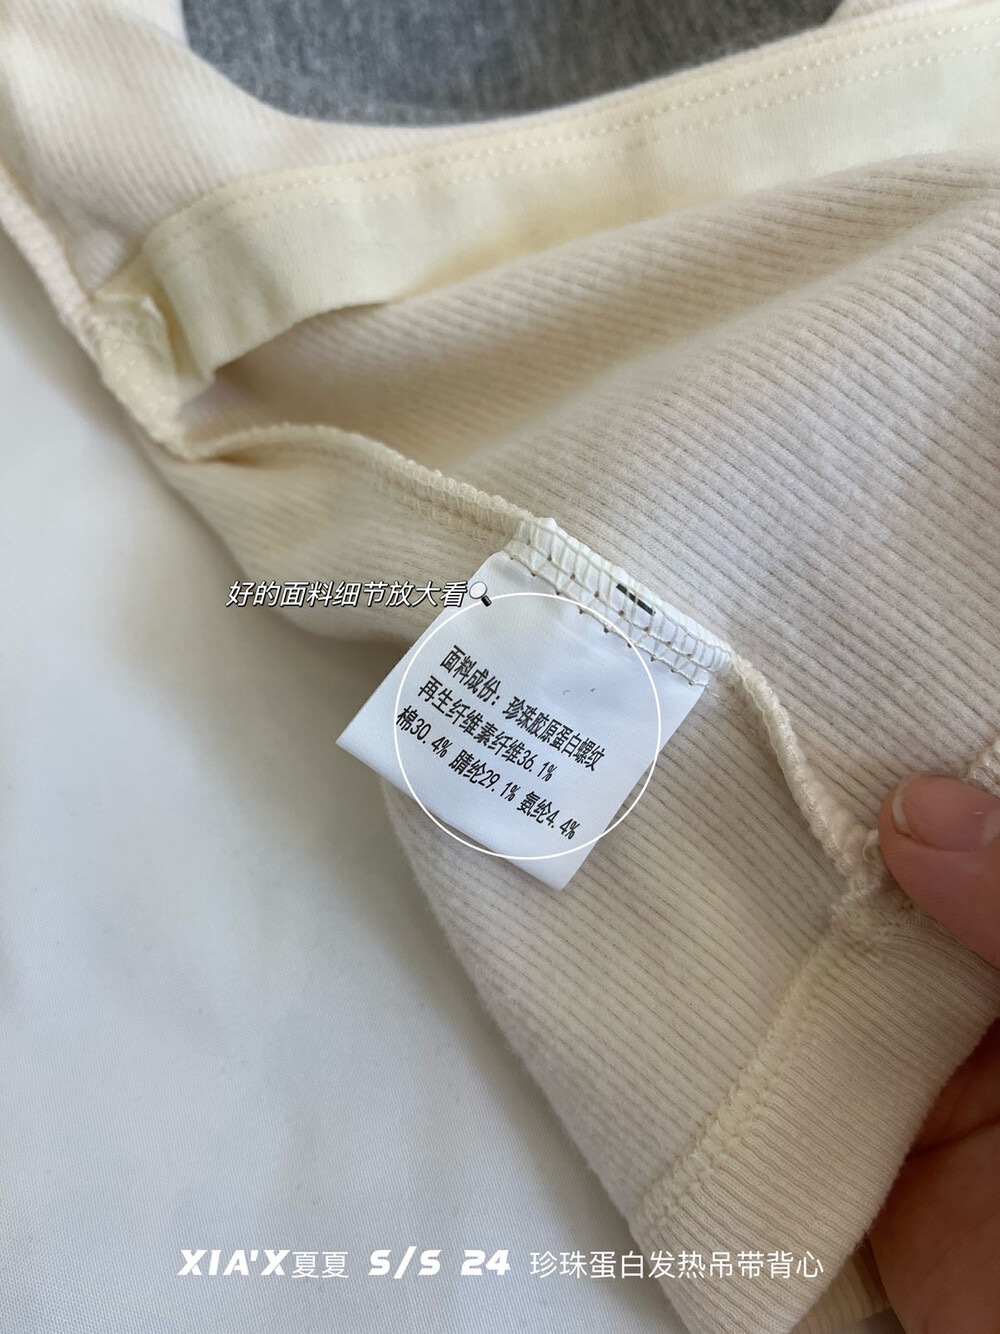 好的面料细节放大看
面料成份：珍珠胶原蛋白螺纹
再生纤维素纤维36.1%
棉30.4% 腈纶29.1% 氨纶4.4%
XIA'X夏夏 S/S 24 珍珠蛋白发热吊带背心